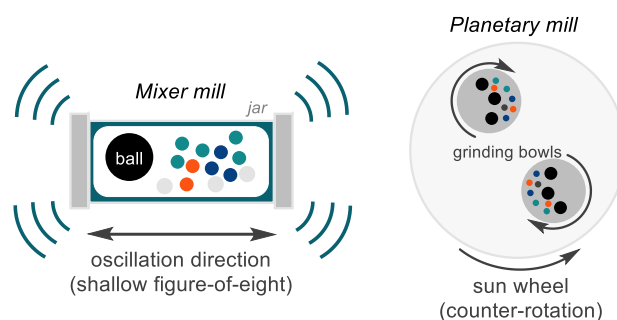 Mixer mill
jar
ball
oscillation direction
(shallow figure-of-eight)
Planetary mill
grinding bowls
sun wheel
(counter-rotation)